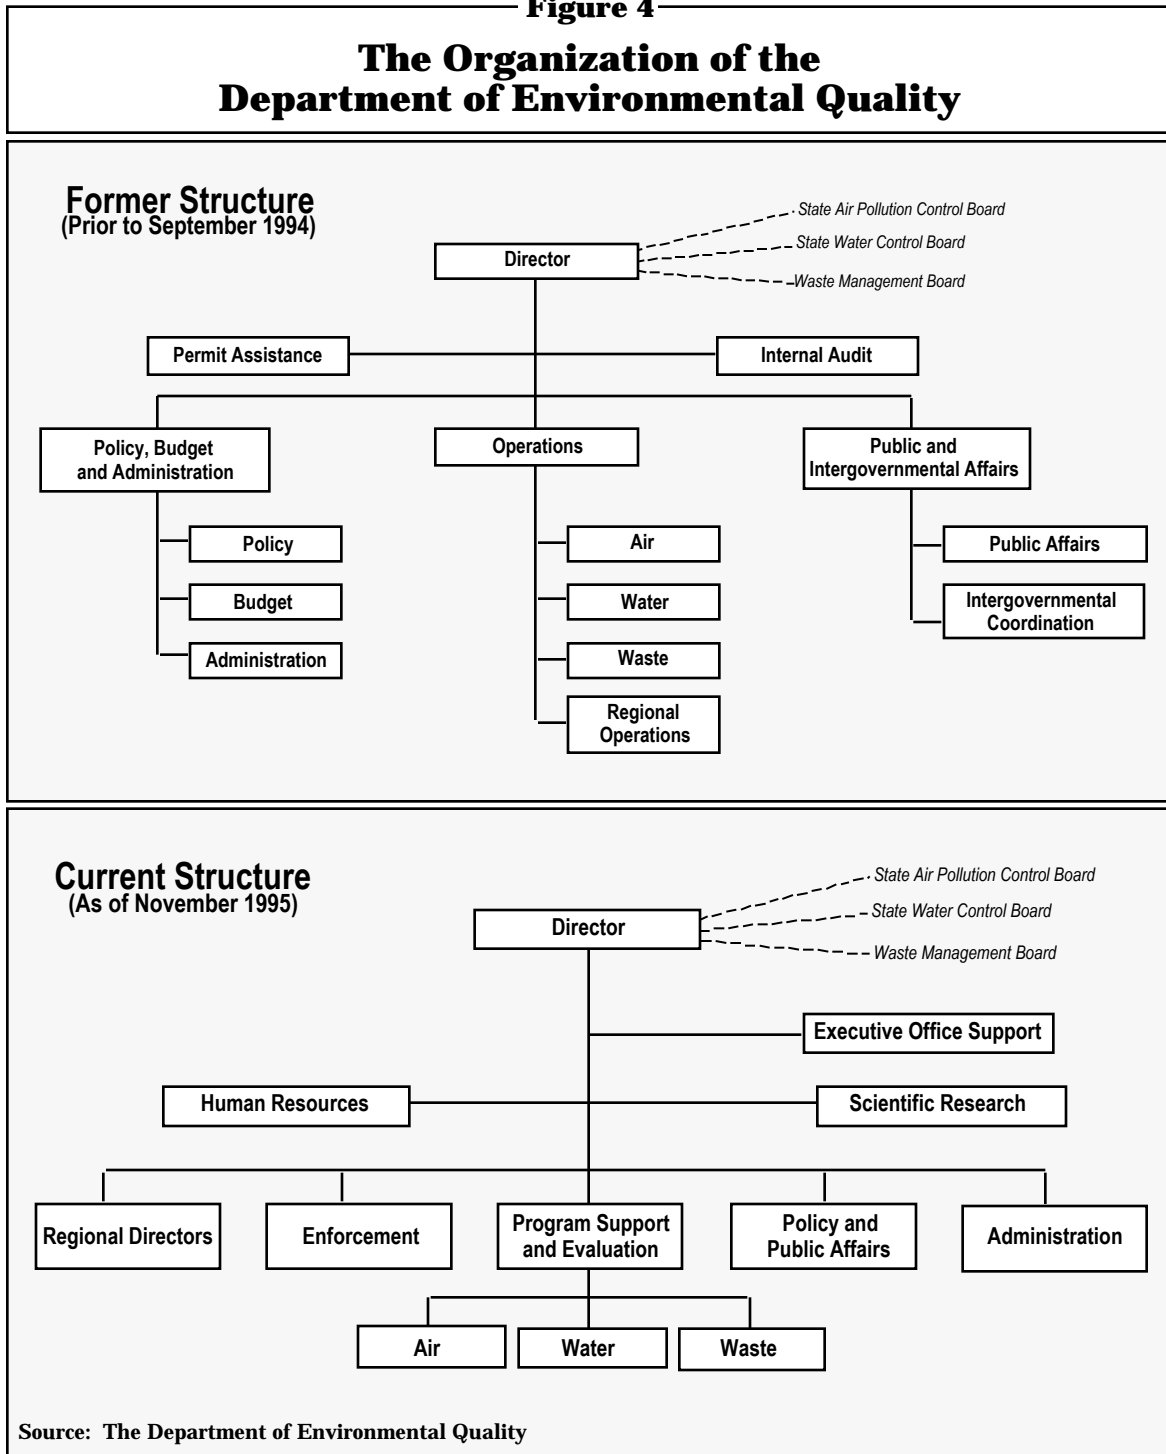 Figure 4
The Organization of the
Department of Environmental Quality
Former Structure
(Prior to September 1994)
State Air Pollution Control Board
State Water Control Board
Waste Management Board
Director
Permit Assistance
Internal Audit
Policy, Budget
and Administration
Operations
Public and
Intergovernmental Affairs
Policy
Budget
Administration
Air
Water
Waste
Regional
Operations
Public Affairs
Intergovernmental
Coordination
Current Structure
(As of November 1995)
State Air Pollution Control Board
State Water Control Board
Waste Management Board
Director
Executive Office Support
Human Resources
Scientific Research
Regional Directors
Enforcement
Program Support
and Evaluation
Policy and
Public Affairs
Administration
Air
Water
Waste
Source: The Department of Environmental Quality